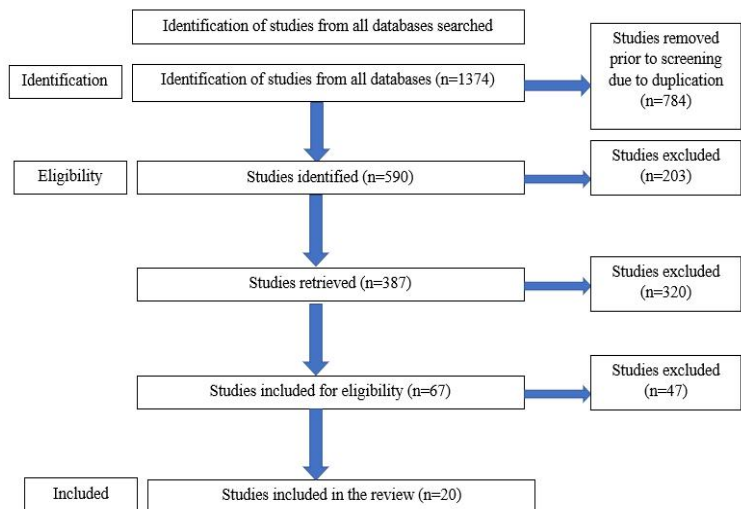 Identification of studies from all databases searched
Identification
Identification of studies from all databases (n=1374)
Studies removed
prior to screening
due to duplication
(n=784)
Eligibility
Studies identified (n=590)
Studies excluded
(n=203)
Studies retrieved (n=387)
Studies excluded
(n=320)
Studies included for eligibility (n=67)
Studies excluded
(n=47)
Included
Studies included in the review (n=20)